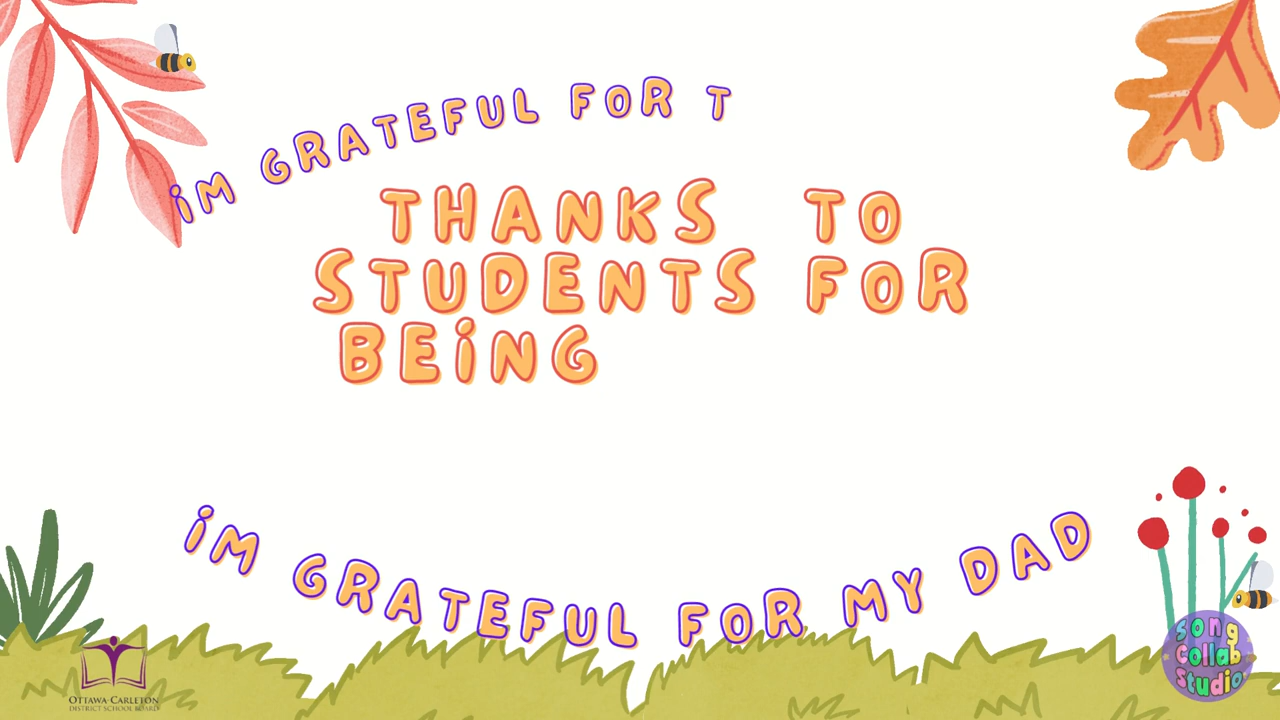 iM GRATEFUL FOR T
THANKS TO
STUDENTS FOR
BEiNG
iM GRATEFUL FOR MY DAD
OTTAWA-CARLETON
DISTRICT SCHOOL BOARD
Song
Collab
Studio